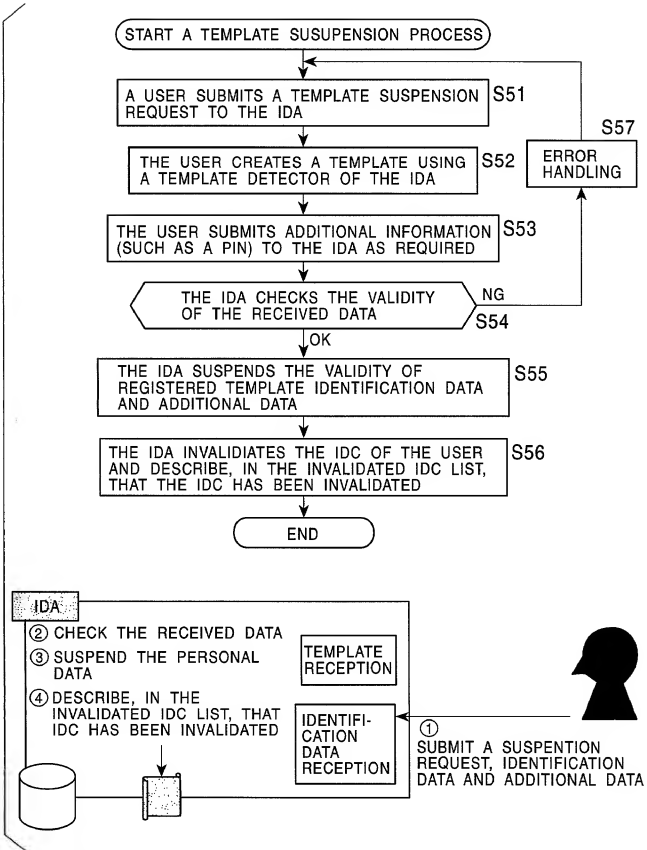 START A TEMPLATE SUSUPENSION PROCESS
A USER SUBMITS A TEMPLATE SUSPENSION
REQUEST TO THE IDA
S51
S57
ERROR
HANDLING
THE USER CREATES A TEMPLATE USING
A TEMPLATE DETECTOR OF THE IDA
S52
THE USER SUBMITS ADDITIONAL INFORMATION
(SUCH AS A PIN) TO THE IDA AS REQUIRED
S53
THE IDA CHECKS THE VALIDITY
OF THE RECEIVED DATA
NG
S54
OK
THE IDA SUSPENDS THE VALIDITY OF
REGISTERED TEMPLATE IDENTIFICATION DATA
AND ADDITIONAL DATA
S55
THE IDA INVALIDIATES THE IDC OF THE USER
AND DESCRIBE, IN THE INVALIDATED IDC LIST,
THAT THE IDC HAS BEEN INVALIDATED
S56
END
IDA
② CHECK THE RECEIVED DATA
③ SUSPEND THE PERSONAL
DATA
④ DESCRIBE, IN THE
INVALIDATED IDC LIST, THAT
IDC HAS BEEN INVALIDATED
TEMPLATE
RECEPTION
IDENTIFI-
CATION
DATA
RECEPTION
①
SUBMIT A SUSPENTION
REQUEST, IDENTIFICATION
DATA AND ADDITIONAL DATA